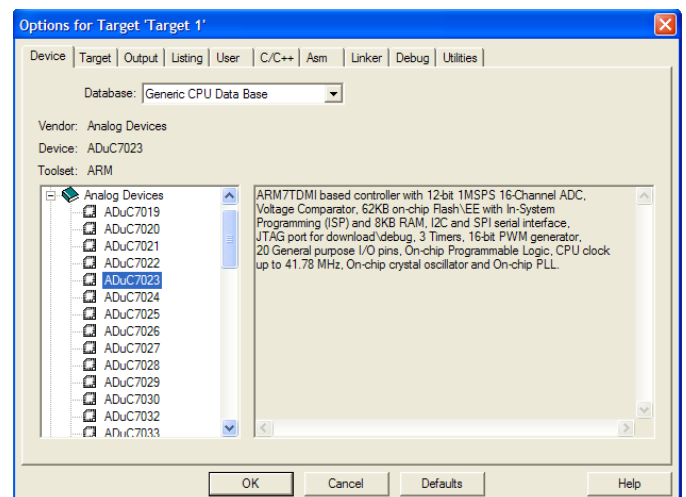 Options for Target 'Target 1'
Device Target Output Listing User C/C++ Asm Linker Debug Utilities
Database: Generic CPU Data Base
Vendor: Analog Devices
Device: ADuC7023
Toolset: ARM
Analog Devices
ADuC7019
ADuC7020
ADuC7021
ADuC7022
ADuC7023
ADuC7024
ADuC7025
ADuC7026
ADuC7027
ADuC7028
ADuC7029
ADuC7030
ADuC7032
ADuC7033
ARM7TDMI based controller with 12-bit 1MSPS 16-Channel ADC,
Voltage Comparator, 62KB on-chip Flash\EE with In-System
Programming (ISP) and 8KB RAM, I2C and SPI serial interface,
JTAG port for download\debug, 3 Timers, 16-bit PWM generator,
20 General purpose I/O pins, On-chip Programmable Logic, CPU clock
up to 41.78 MHz, On-chip crystal oscillator and On-chip PLL.
OK Cancel Defaults Help